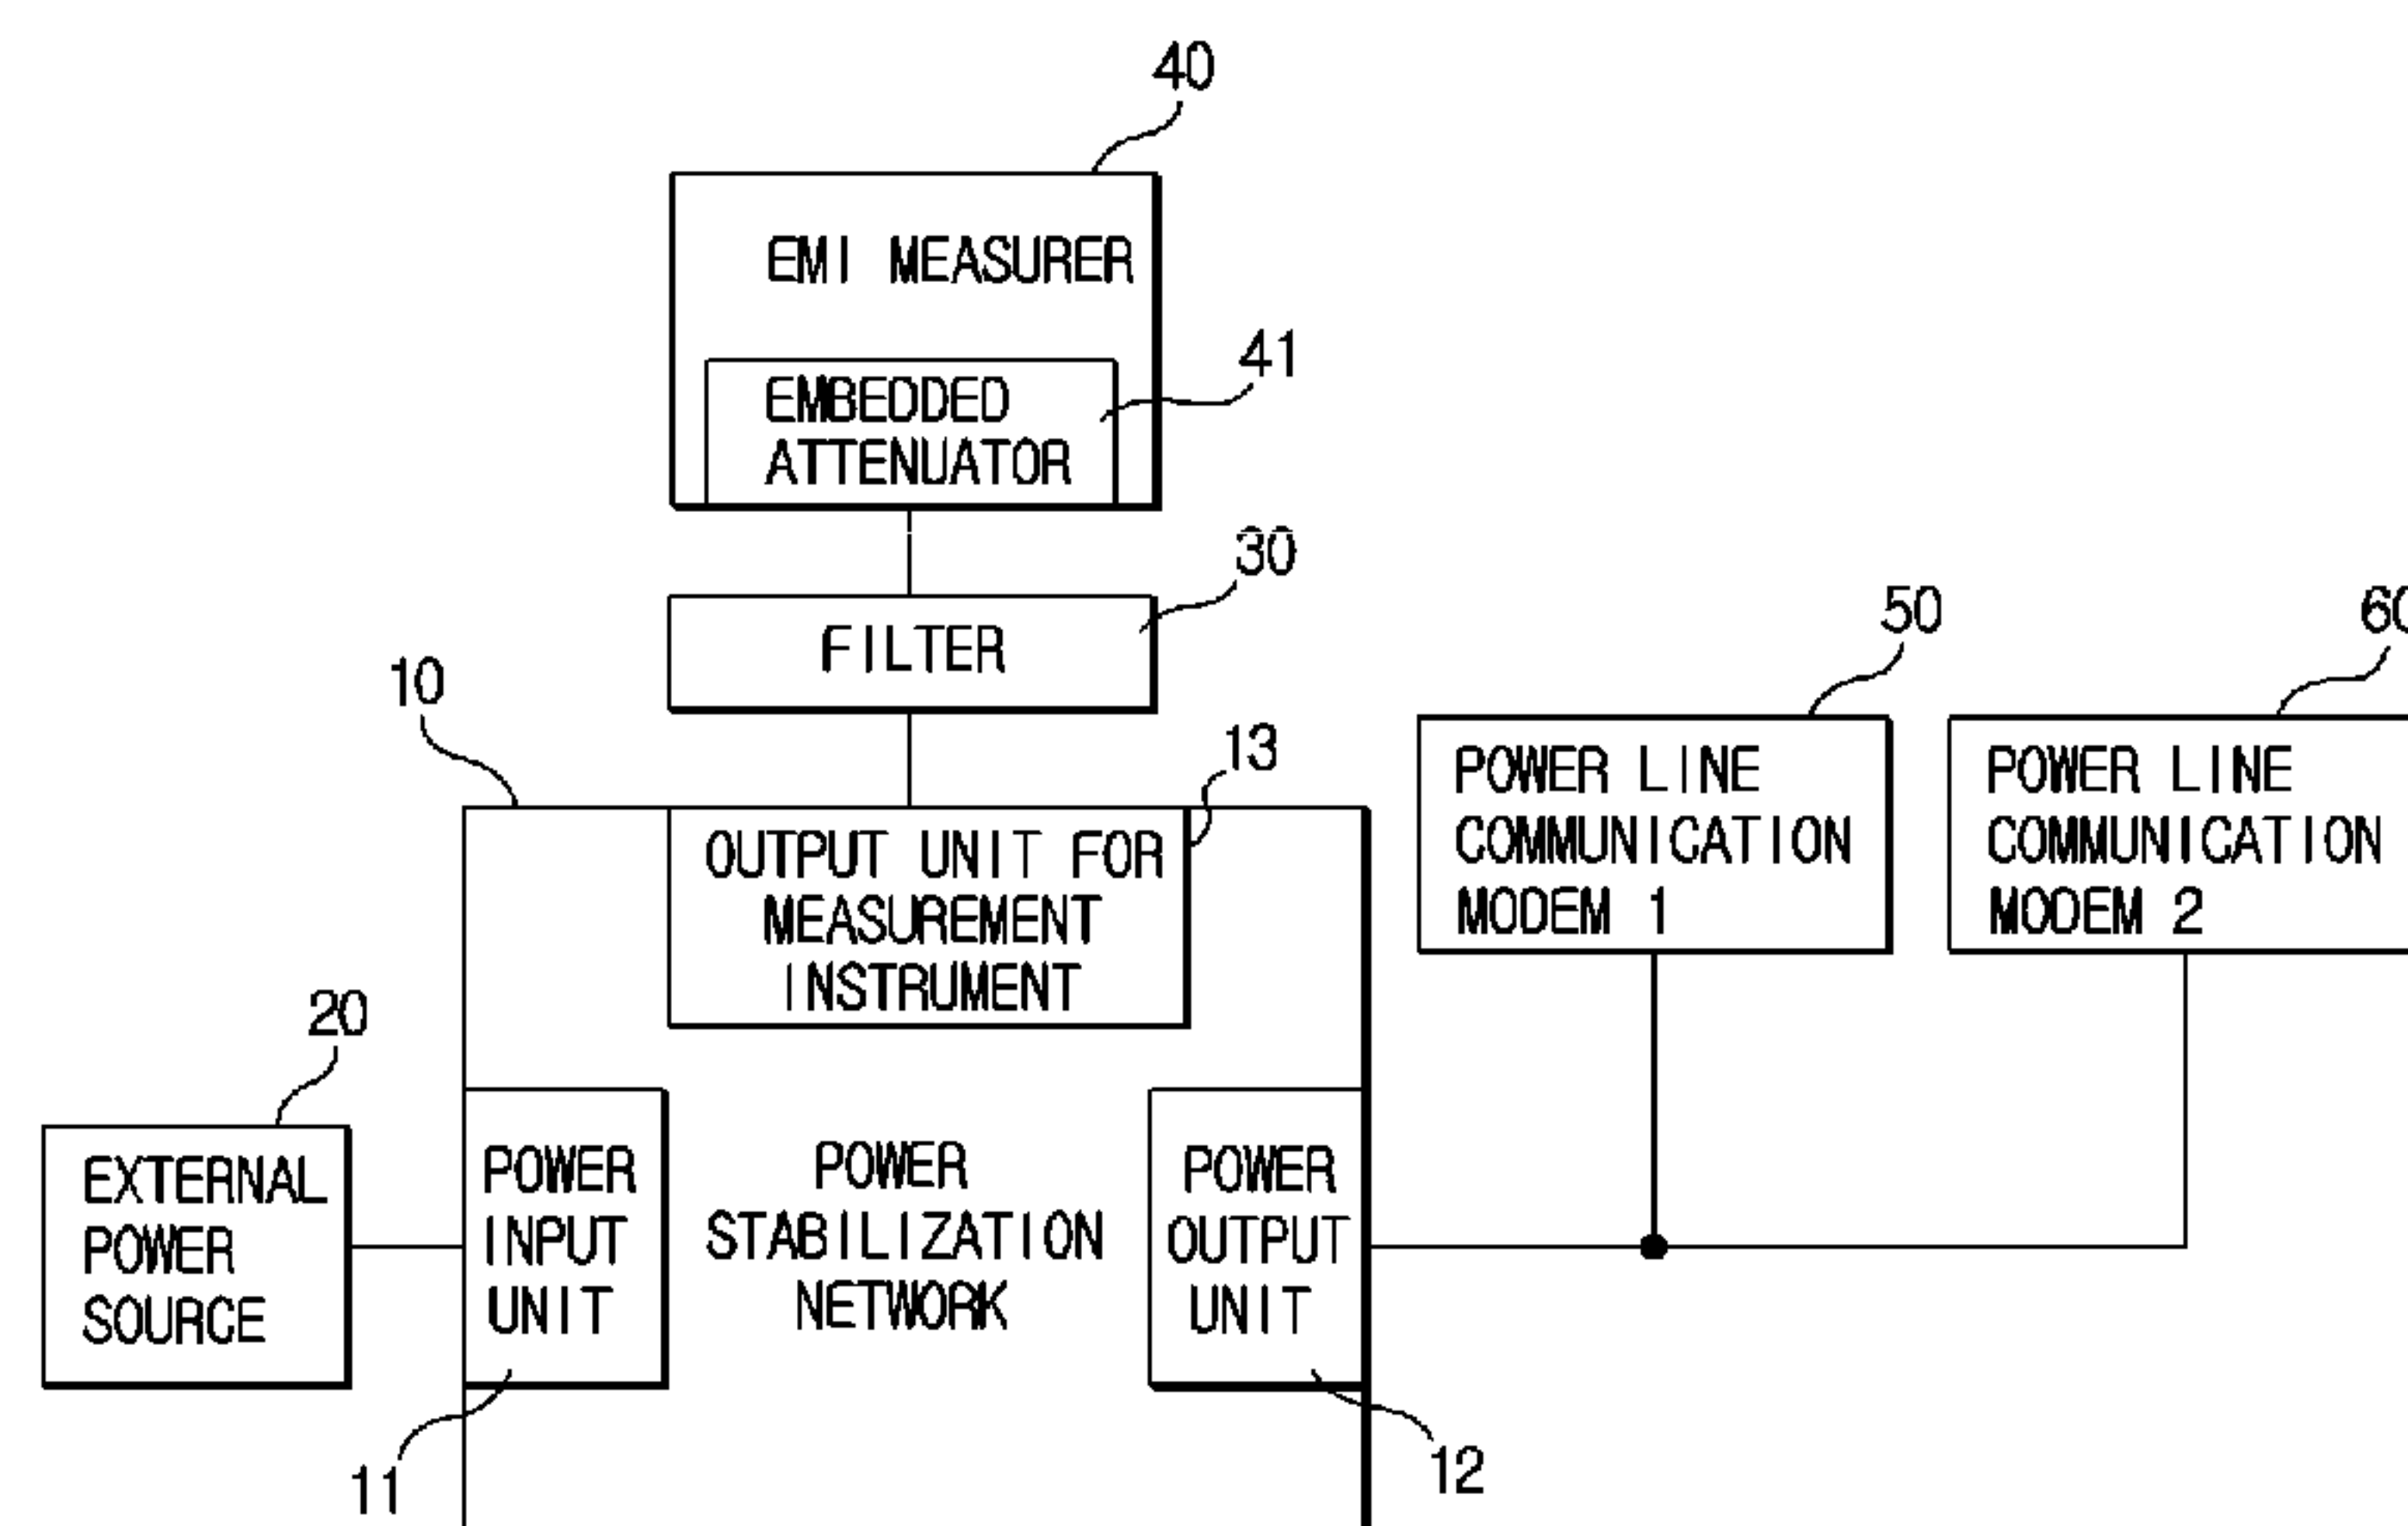 40
EMI MEASURER
41
EMBEDDED
ATTENUATOR
30
FILTER
10
13
OUTPUT UNIT FOR
MEASUREMENT
INSTRUMENT
50
POWER LINE
COMMUNICATION
MODEM 1
60
POWER LINE
COMMUNICATION
MODEM 2
20
EXTERNAL
POWER
SOURCE
POWER
INPUT
UNIT
11
POWER
STABILIZATION
NETWORK
POWER
OUTPUT
UNIT
12